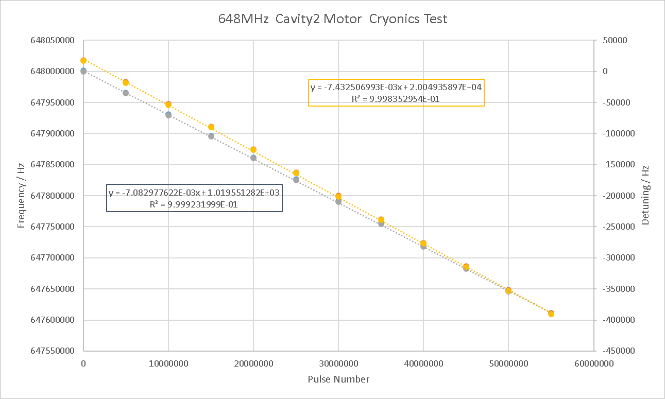 648MHz Cavity2 Motor Cryonics Test
648050000
648000000
647950000
647900000
647850000
647800000
647750000
647700000
647650000
647600000
647550000
Frequency / Hz
50000
0
-50000
-100000
-150000
-200000
-250000
-300000
-350000
-400000
-450000
Detuning / Hz
y = -7.432506993E-03x + 2.004935897E+04
R² = 9.998352954E-01
y = -7.082977622E-03x + 1.019551282E+03
R² = 9.999231999E-01
0 10000000 20000000 30000000 40000000 50000000 60000000
Pulse Number